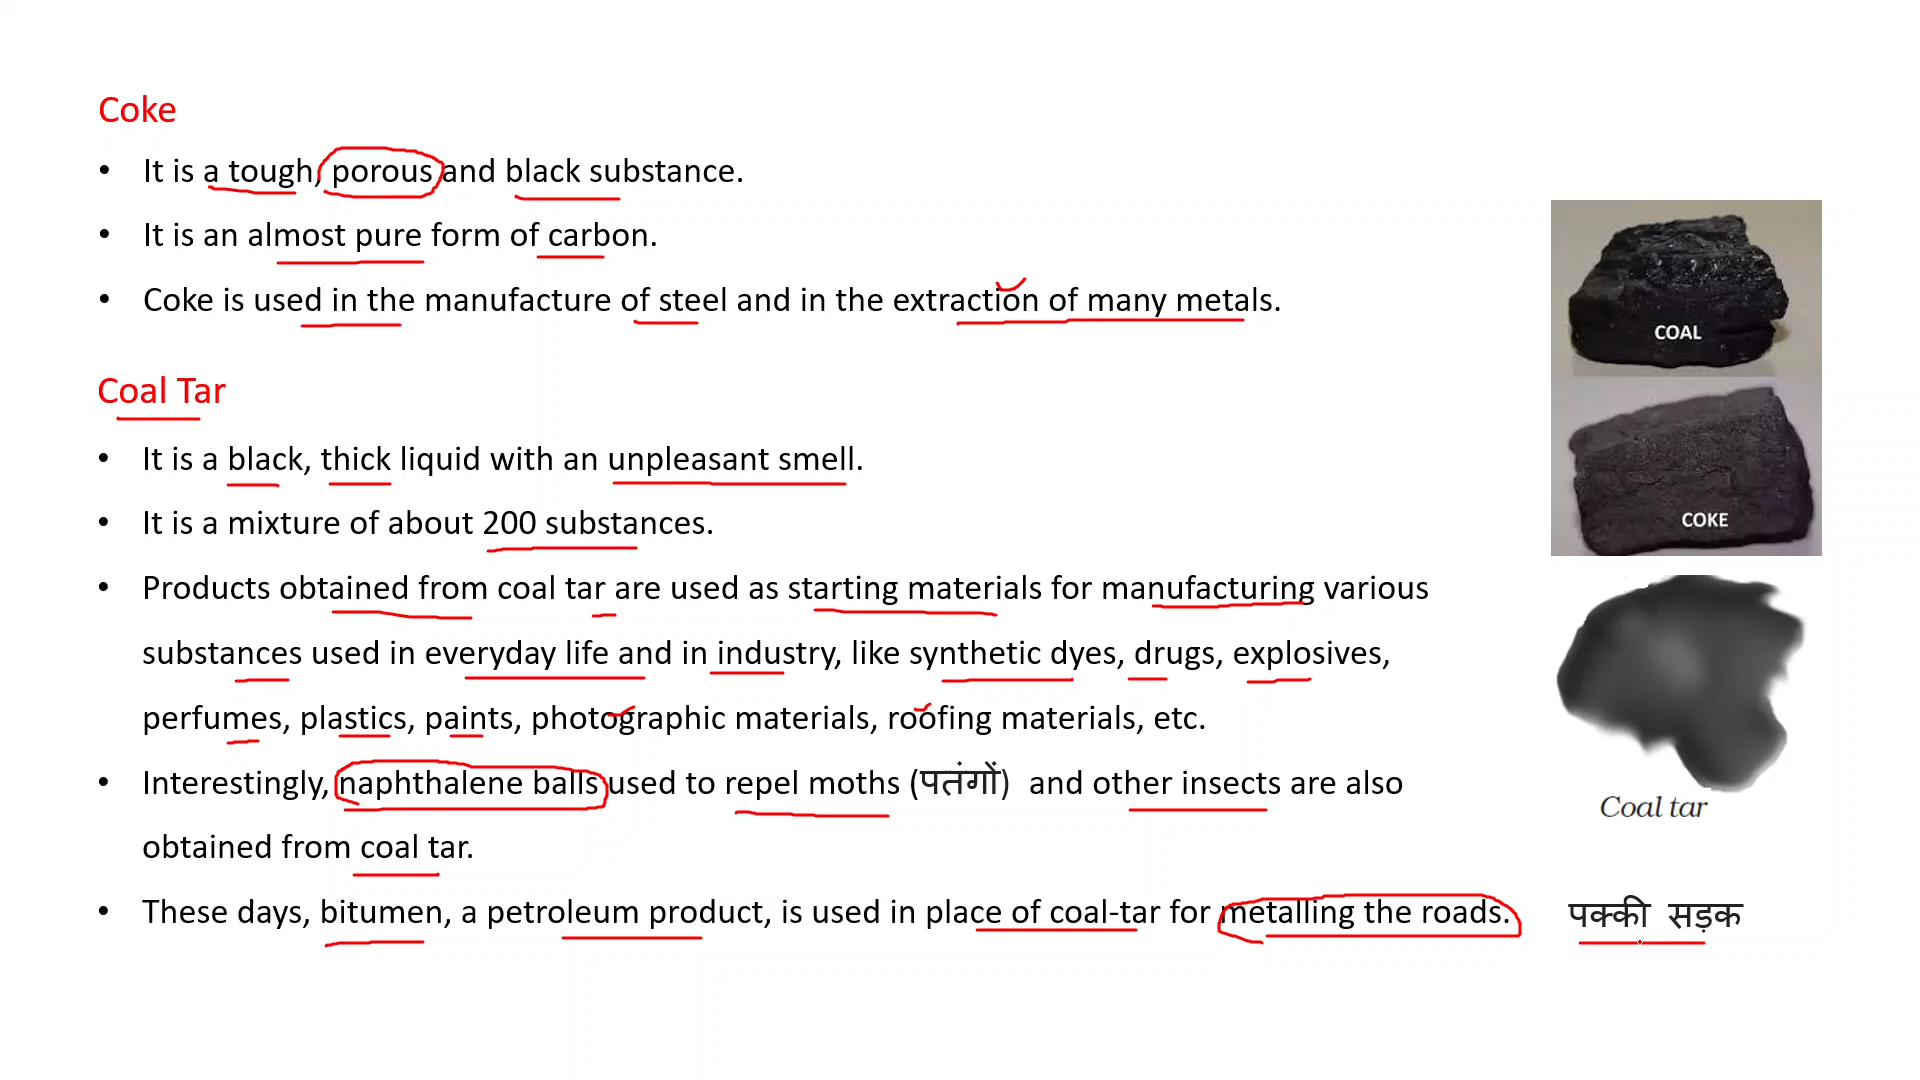 Coke
• It is a tough, porous and black substance.
• It is an almost pure form of carbon.
• Coke is used in the manufacture of steel and in the extraction of many metals.
COAL
Coal Tar
• It is a black, thick liquid with an unpleasant smell.
COKE
• It is a mixture of about 200 substances.
• Products obtained from coal tar are used as starting materials for manufacturing various
substances used in everyday life and in industry, like synthetic dyes, drugs, explosives,
perfumes, plastics, paints, photographic materials, roofing materials, etc.
• Interestingly, naphthalene balls used to repel moths (पतंगों) and other insects are also
obtained from coal tar.
Coal tar
• These days, bitumen, a petroleum product, is used in place of coal-tar for metalling the roads.
पक्की सड़क